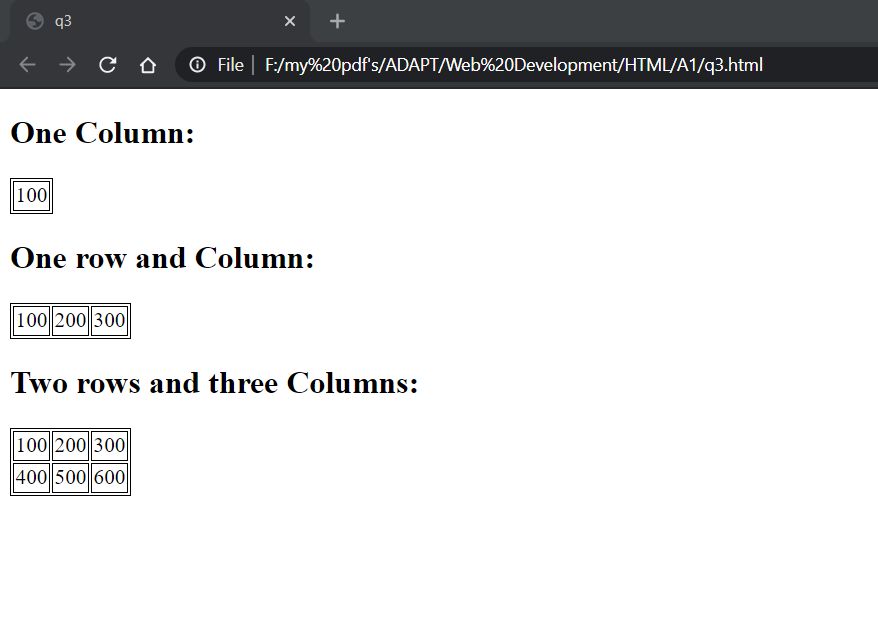 q3
File F:/my%20pdf's/ADAPT/Web%20Development/HTML/A1/q3.html
One Column:
100
One row and Column:
100 200 300
Two rows and three Columns:
100 200 300
400 500 600